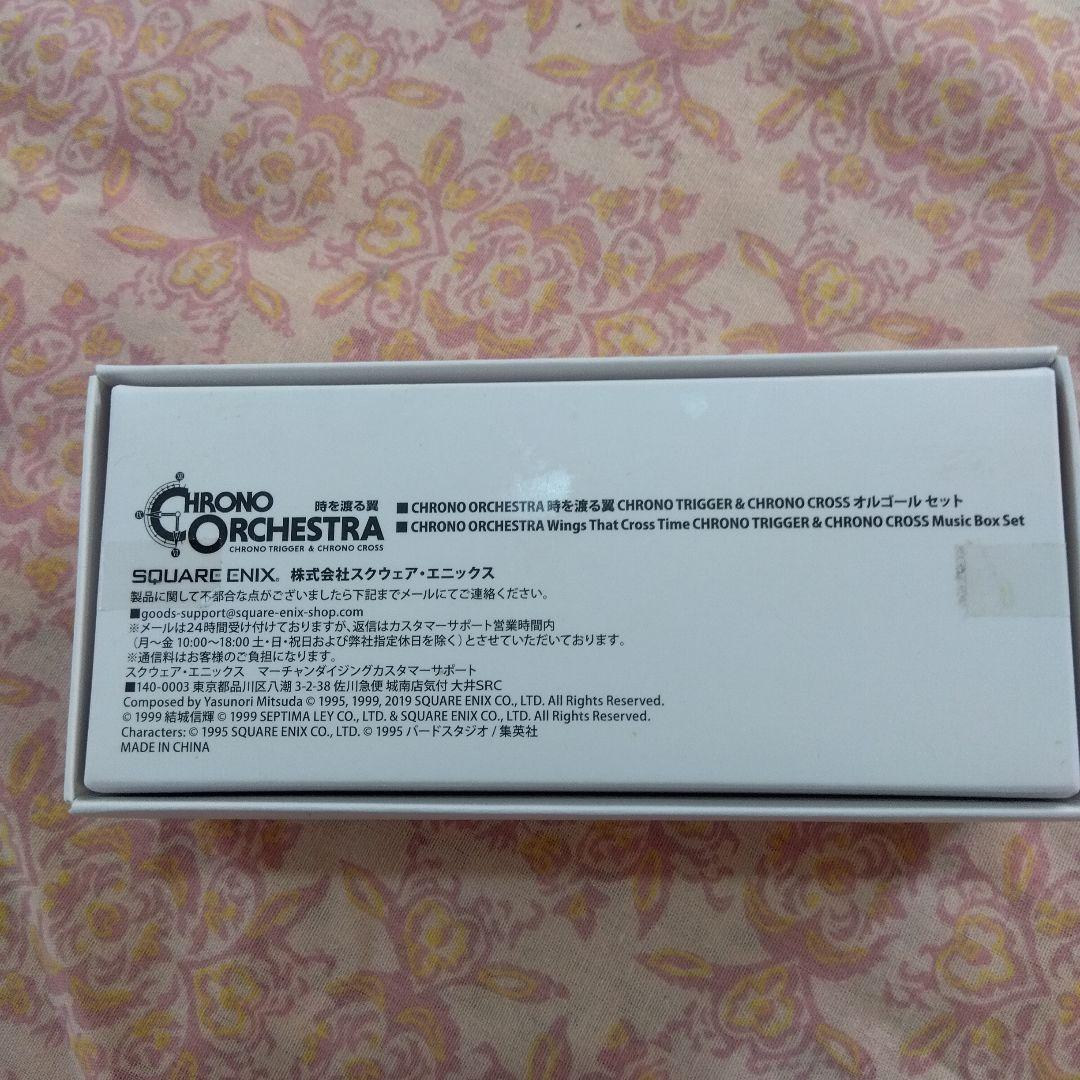 CHRONO
ORCHESTRA
時を渡る翼
CHRONO TRIGGER & CHRONO CROSS
■CHRONO ORCHESTRA 時を渡る翼 CHRONO TRIGGER & CHRONO CROSS オルゴール セット
■CHRONO ORCHESTRA Wings That Cross Time CHRONO TRIGGER & CHRONO CROSS Music Box Set
SQUARE ENIX. 株式会社スクウェア・エニックス
製品に関して不都合な点がございましたら下記までメールにてご連絡ください。
■goods-support@square-enix-shop.com
※メールは24時間受け付けておりますが、返信はカスタマーサポート営業時間内
(月～金 10:00～18:00 土・日・祝日および弊社指定休日を除く)とさせていただいております。
※通信料はお客様のご負担になります。
スクウェア・エニックス マーチャンダイジングカスタマーサポート
■140-0003 東京都品川区八潮 3-2-38 佐川急便 城南店気付 大井SRC
Composed by Yasunori Mitsuda © 1995, 1999, 2019 SQUARE ENIX CO., LTD. All Rights Reserved.
© 1999 結城信輝 © 1999 SEPTIMA LEY CO., LTD. & SQUARE ENIX CO., LTD. All Rights Reserved.
Characters: © 1995 SQUARE ENIX CO., LTD. © 1995 バードスタジオ / 集英社
MADE IN CHINA